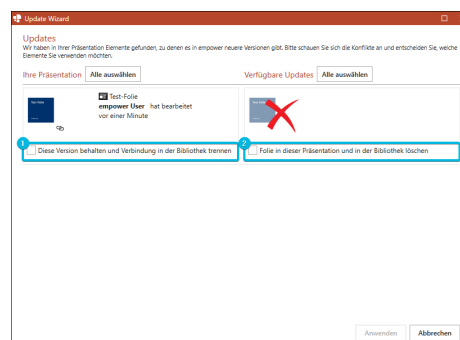 Update Wizard
Updates
Wir haben in Ihrer Präsentation Elemente gefunden, zu denen es in empower neuere Versionen gibt. Bitte schauen Sie sich die Konflikte an und entscheiden Sie, welche
Elemente Sie verwenden möchten.
Ihre Präsentation Alle auswählen
Verfügbare Updates Alle auswählen
Test-Folie
empower User hat bearbeitet
vor einer Minute
1 Diese Version behalten und Verbindung in der Bibliothek trennen
2 Folie in dieser Präsentation und in der Bibliothek löschen
Anwenden Abbrechen